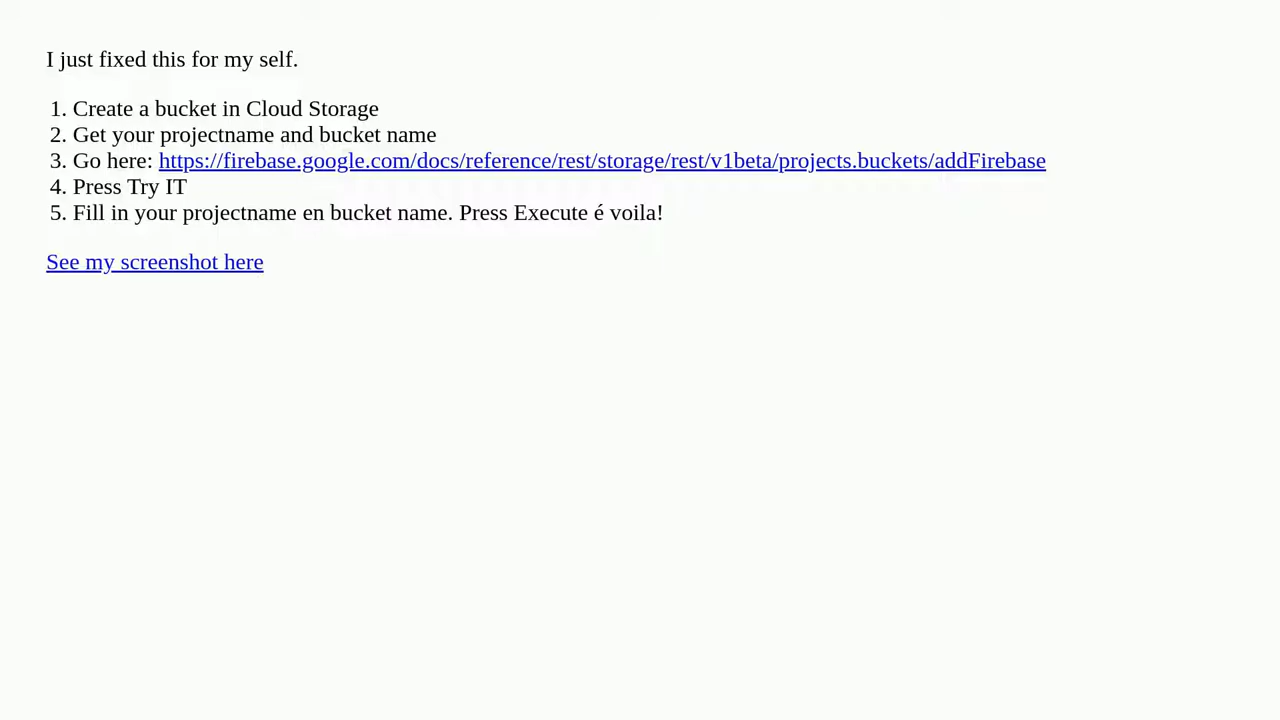 I just fixed this for my self.
1. Create a bucket in Cloud Storage
2. Get your projectname and bucket name
3. Go here: https://firebase.google.com/docs/reference/rest/storage/rest/v1beta/projects.buckets/addFirebase
4. Press Try IT
5. Fill in your projectname en bucket name. Press Execute é voila!
See my screenshot here